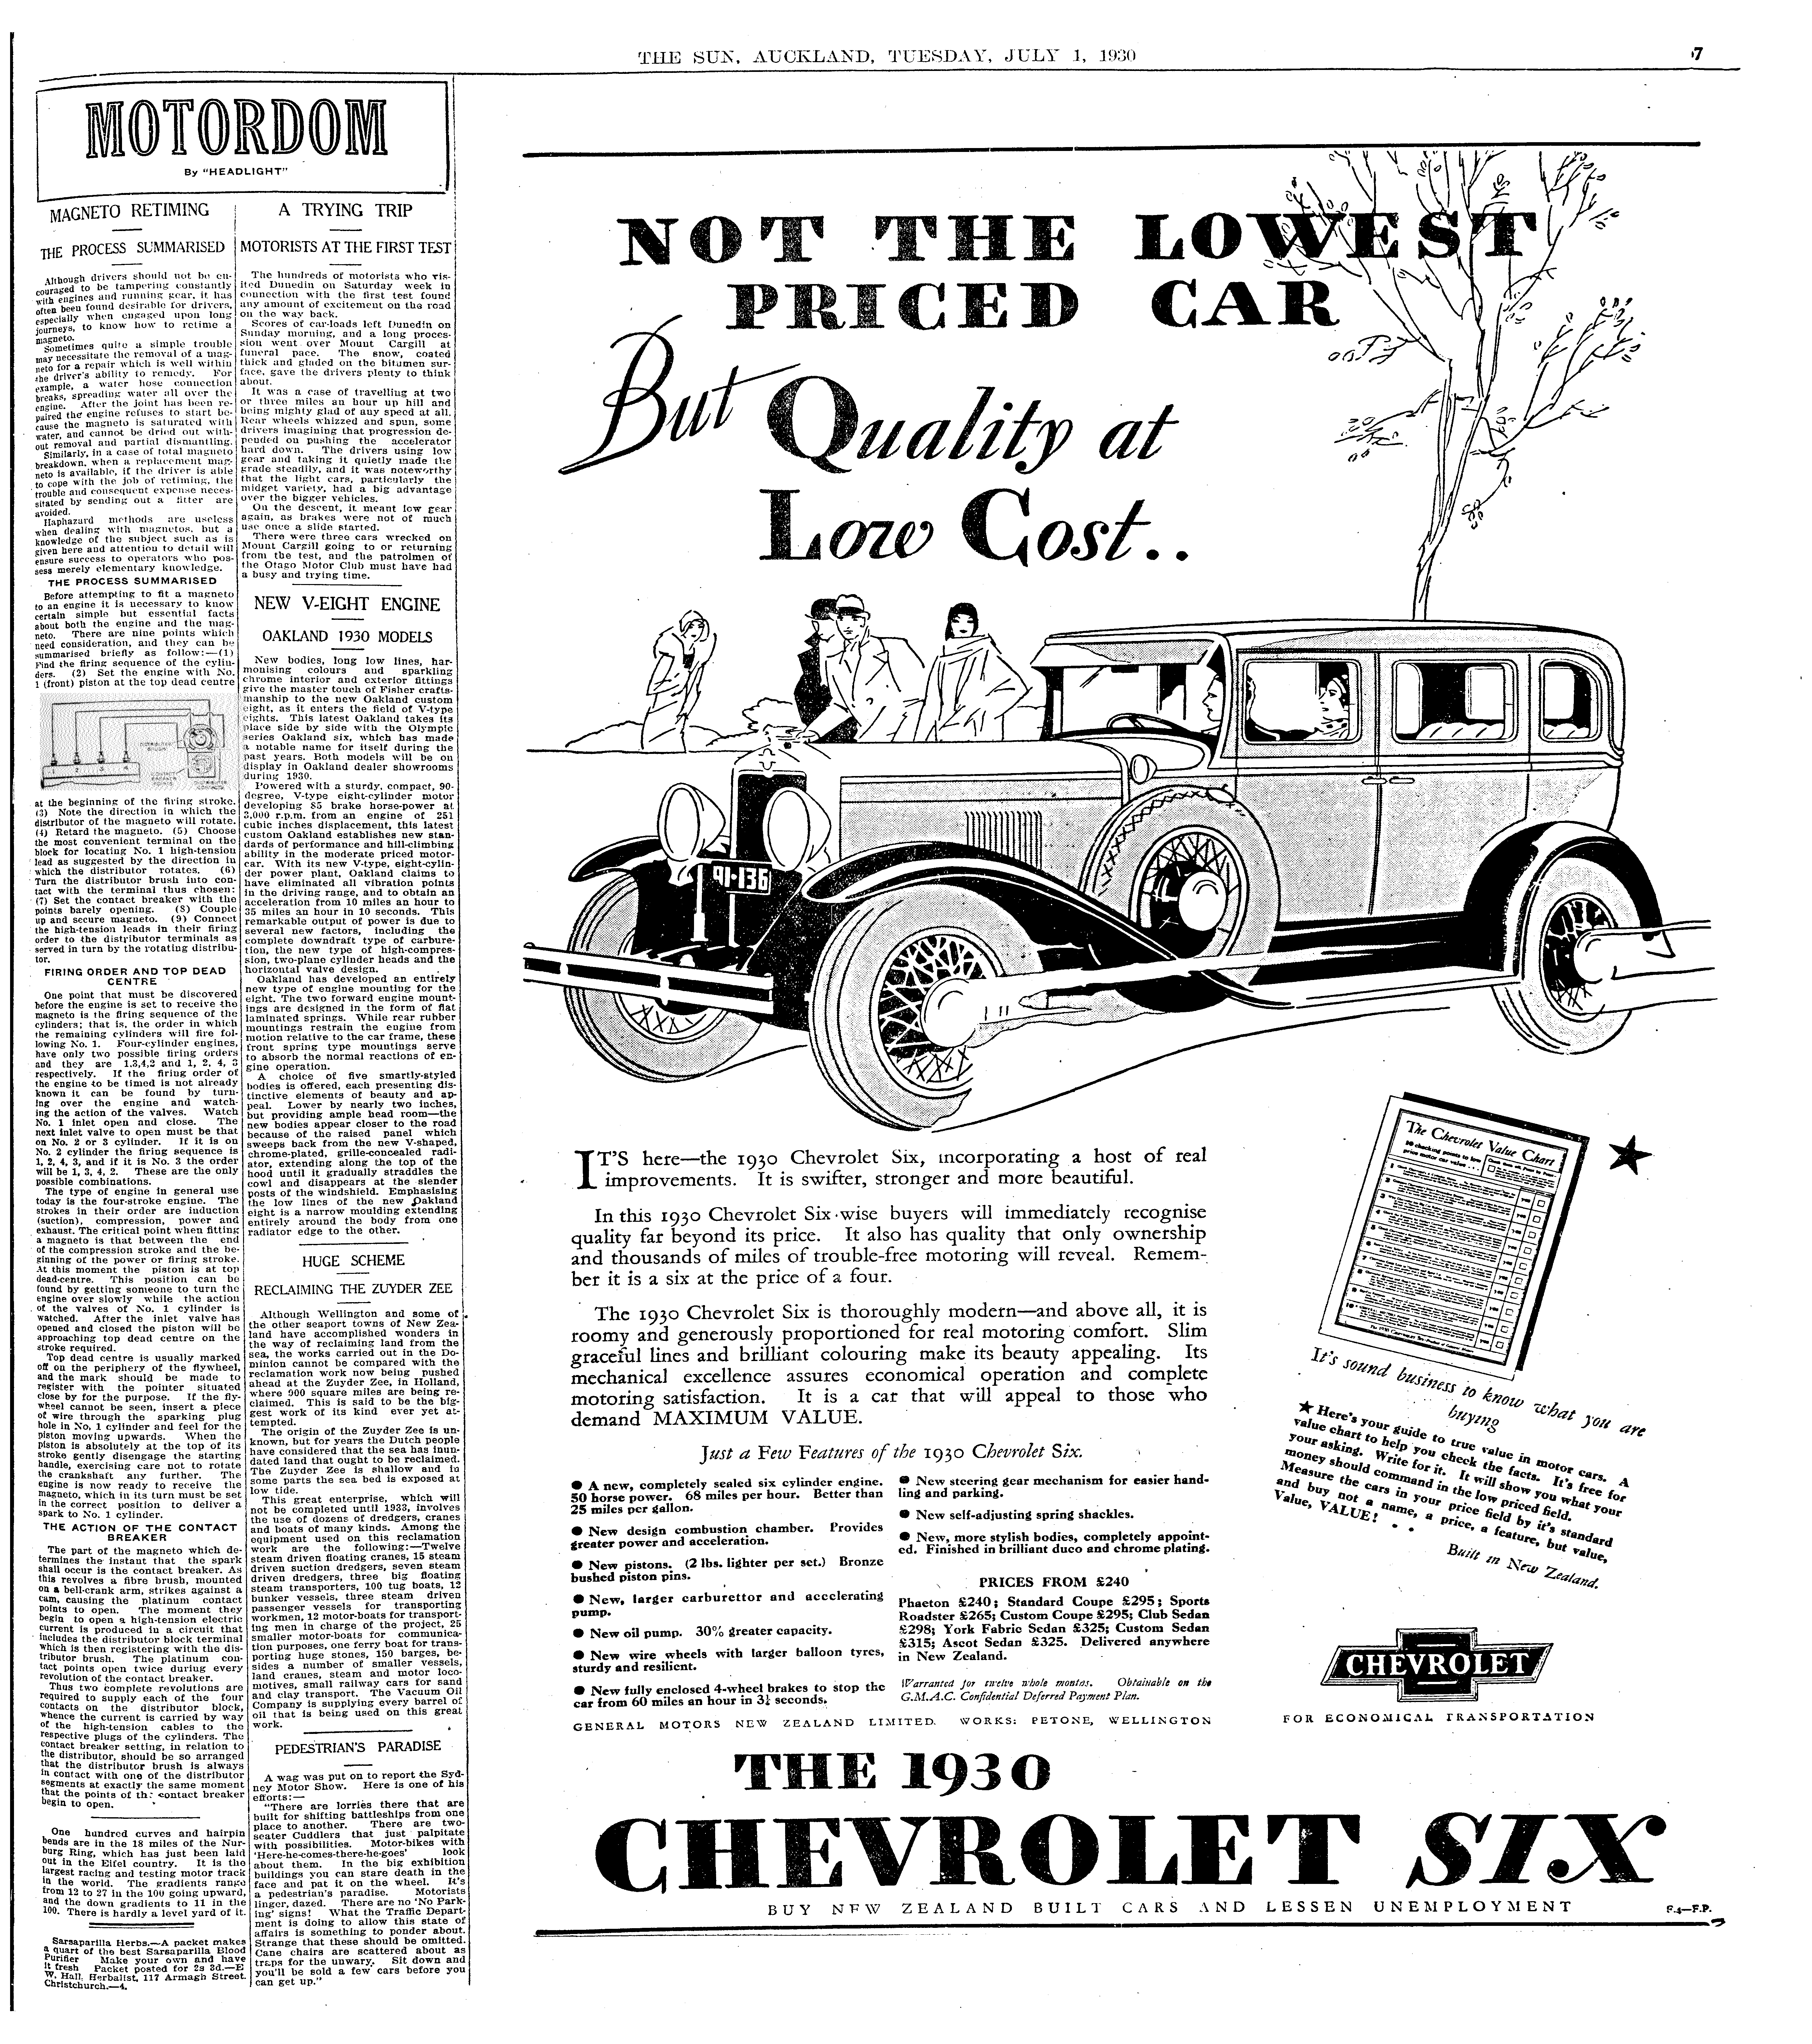 THE SUN, AUCKLAND, TUESDAY, JULY 1, 1930
7
MOTORDOM
By "HEADLIGHT"
MAGNETO RETIMING
THE PROCESS SUMMARISED
Although drivers should not be en-
couraged to be tampering constantly
with engines and running gear, it has
often been found desirable for drivers,
especially when engaged upon long
journeys, to know how to retime a
magneto.
Sometimes quite a simple trouble
may necessitate the removal of a mag-
neto for a repair which is well within
the driver's ability to remedy. For
example, a water hose connection
breaks, spreading water all over the
engine. After the joint has been re-
paired the engine refuses to start be-
cause the magneto is saturated with
water, and cannot be dried out with-
out removal and partial dismantling.
Similarly, in a case of total magneto
breakdown, when a replacement mag-
neto is available, if the driver is able
to cope with the job of retiming, the
trouble and consequent expense neces-
sitated by sending out a fitter are
avoided.
Haphazard methods are useless
when dealing with magnetos, but a
knowledge of the subject such as is
given here and attention to detail will
ensure success to operators who pos-
sess merely elementary knowledge.
THE PROCESS SUMMARISED
Before attempting to fit a magneto
to an engine it is necessary to know
certain simple but essential facts
about both the engine and the mag-
neto. There are nine points which
need consideration, and they can be
summarised briefly as follow:—(1)
Find the firing sequence of the cylin-
ders. (2) Set the engine with No.
1 (front) piston at the top dead centre
1 2 3 4
DISTRIBUTOR
BRUSH
CONTACT
BREAKER
at the beginning of the firing stroke.
(3) Note the direction in which the
distributor of the magneto will rotate.
(4) Retard the magneto. (5) Choose
the most convenient terminal on the
block for locating No. 1 high-tension
lead as suggested by the direction in
which the distributor rotates. (6)
Turn the distributor brush into con-
tact with the terminal thus chosen:
(7) Set the contact breaker with the
points barely opening. (8) Couple
up and secure magneto. (9) Connect
the high-tension leads in their firing
order to the distributor terminals as
served in turn by the rotating distribu-
tor.
FIRING ORDER AND TOP DEAD
CENTRE
One point that must be discovered
before the engine is set to receive the
magneto is the firing sequence of the
cylinders; that is, the order in which
the remaining cylinders will fire fol-
lowing No. 1. Four-cylinder engines,
have only two possible firing orders
and they are 1.3,4,2 and 1, 2, 4, 3
respectively. If the firing order of
the engine to be timed is not already
known it can be found by turn-
ing over the engine and watch-
ing the action of the valves. Watch
No. 1 inlet open and close. The
next inlet valve to open must be that
on No. 2 or 3 cylinder. If it is on
No. 2 cylinder the firing sequence is
1, 2, 4, 3, and if it is No. 3 the order
will be 1, 3, 4, 2. These are the only
possible combinations.
The type of engine in general use
today is the four-stroke engine. The
strokes in their order are induction
(suction), compression, power and
exhaust. The critical point when fitting
a magneto is that between the end
of the compression stroke and the be-
ginning of the power or firing stroke.
At this moment the piston is at top
dead-centre. This position can be
found by getting someone to turn the
engine over slowly while the action
of the valves of No. 1 cylinder is
watched. After the inlet valve has
opened and closed the piston will be
approaching top dead centre on the
stroke required.
Top dead centre is usually marked
off on the periphery of the flywheel,
and the mark should be made to
register with the pointer situated
close by for the purpose. If the fly-
wheel cannot be seen, insert a piece
of wire through the sparking plug
hole in No, 1 cylinder and feel for the
piston moving upwards. When the
piston is absolutely at the top of its
stroke gently disengage the starting
handle, exercising care not to rotate
the crankshaft any further. The
engine is now ready to receive the
magneto, which in its turn must be set
in the correct position to deliver a
spark to No. 1 cylinder.
THE ACTION OF THE CONTACT
BREAKER
The part of the magneto which de-
termines the instant that the spark
shall occur is the contact breaker. As
this revolves a fibre brush, mounted
on a bell-crank arm, strikes against a
cam, causing the platinum contact
points to open. The moment they
begin to open a high-tension electric
current is produced in a circuit that
includes the distributor block terminal
which is then registering with the dis-
tributor brush. The platinum con-
tact points open twice during every
revolution of the contact breaker.
Thus two complete revolutions are
required to supply each of the four
contacts on the distributor block,
whence the current is carried by way
of the high-tension cables to the
respective plugs of the cylinders. The
contact breaker setting, in relation to
the distributor, should be so arranged
that the distributor brush is always
in contact with one of the distributor
segments at exactly the same moment
that the points of the contact breaker
begin to open.
One hundred curves and hairpin
bends are in the 18 miles of the Nur-
burg Ring, which has just been laid
out in the Eifel country. It is the
largest racing and testing motor track
in the world. The gradients range
from 12 to 27 in the 100 going upward,
and the down gradients to 11 in the
100. There is hardly a level yard of it.
Sarsaparilla Herbs.—A packet makes
a quart of the best Sarsaparilla Blood
Purifier Make your own and have
it fresh Packet posted for 2s 3d.—E
W. Hall, Herbalist, 117 Armagh Street.
Christchurch.—4.
A TRYING TRIP
MOTORISTS AT THE FIRST TEST
The hundreds of motorists who vis-
ited Dunedin on Saturday week in
connection with the first test found
any amount of excitement on the road
on the way back.
Scores of car-loads left Dunedin on
Sunday morning, and a long proces-
sion went over Mount Cargill at
funeral pace. The snow, coated
thick and gladed on the bitumen sur-
face, gave the drivers plenty to think
about.
It was a case of travelling at two
or three miles an hour up hill and
being mighty glad of any speed at all.
Rear wheels whizzed and spun, some
drivers imagining that progression de-
pended on pushing the accelerator
hard down. The drivers using low
gear and taking it quietly made the
grade steadily, and it was noteworthy
that the light cars, particularly the
midget variety, had a big advantage
over the bigger vehicles.
On the descent, it meant low gear
again, as brakes were not of much
use once a slide started.
There were three cars wrecked on
Mount Cargill going to or returning
from the test, and the patrolmen of
the Otago Motor Club must have had
a busy and trying time.
NEW V-EIGHT ENGINE
OAKLAND 1930 MODELS
New bodies, long low lines, har-
monising colours and sparkling
chrome interior and exterior fittings
give the master touch of Fisher crafts-
manship to the new Oakland custom
eight, as it enters the field of V-type
eights. This latest Oakland takes its
place side by side with the Olympic
series Oakland six, which has made
a notable name for itself during the
past years. Both models will be on
display in Oakland dealer showrooms
during 1930.
Powered with a sturdy, compact, 90-
degree, V-type eight-cylinder motor
developing 85 brake horse-power at
3,000 r.p.m. from an engine of 251
cubic inches displacement, this latest
custom Oakland establishes new stan-
dards of performance and hill-climbing
ability in the moderate priced motor-
car. With its new V-type, eight-cylin-
der power plant, Oakland claims to
have eliminated all vibration points
in the driving range, and to obtain an
acceleration from 10 miles an hour to
35 miles an hour in 10 seconds. This
remarkable output of power is due to
several new factors, including the
complete downdraft type of carbure-
tion, the new type of high-compres-
sion, two-plane cylinder heads and the
horizontal valve design.
Oakland has developed an entirely
new type of engine mounting for the
eight. The two forward engine mount-
ings are designed in the form of flat
laminated springs. While rear rubber
mountings restrain the engine from
motion relative to the car frame, these
front spring type mountings serve
to absorb the normal reactions of en-
gine operation.
A choice of five smartly-styled
bodies is offered, each presenting dis-
tinctive elements of beauty and ap-
peal. Lower by nearly two inches,
but providing ample head room—the
new bodies appear closer to the road
because of the raised panel which
sweeps back from the new V-shaped,
chrome-plated, grille-concealed radi-
ator, extending along the top of the
hood until it gradually straddles the
cowl and disappears at the slender
posts of the windshield. Emphasising
the low lines of the new Oakland
eight is a narrow moulding extending
entirely around the body from one
radiator edge to the other.
HUGE SCHEME
RECLAIMING THE ZUYDER ZEE
Although Wellington and some of
the other seaport towns of New Zea-
land have accomplished wonders in
the way of reclaiming land from the
sea, the works carried out in the Do-
minion cannot be compared with the
reclamation work now being pushed
ahead at the Zuyder Zee, in Holland,
where 900 square miles are being re-
claimed. This is said to be the big-
gest work of its kind ever yet at-
tempted.
The origin of the Zuyder Zee is un-
known, but for years the Dutch people
have considered that the sea has inun-
dated land that ought to be reclaimed.
The Zuyder Zee is shallow and in
some parts the sea bed is exposed at
low tide.
This great enterprise, which will
not be completed until 1933, involves
the use of dozens of dredgers, cranes
and boats of many kinds. Among the
equipment used on this reclamation
work are the following:—Twelve
steam driven floating cranes, 15 steam
driven suction dredgers, seven steam
driven dredgers, three big floating
steam transporters, 100 tug boats, 12
bunker vessels, three steam driven
passenger vessels for transporting
workmen, 12 motor-boats for transport-
ing men in charge of the project, 25
smaller motor-boats for communica-
tion purposes, one ferry boat for trans-
porting huge stones, 150 barges, be-
sides a number of smaller vessels,
land cranes, steam and motor loco-
motives, small railway cars for sand
and clay transport. The Vacuum Oil
Company is supplying every barrel of
oil that is being used on this great
work.
PEDESTRIAN'S PARADISE
A wag was put on to report the Syd-
ney Motor Show. Here is one of his
efforts:—
"There are lorries there that are
built for shifting battleships from one
place to another. There are two-
seater Cuddlers that just palpitate
with possibilities. Motor-bikes with
'Here-he-comes-there-he-goes' look
about them. In the big exhibition
buildings you can stare death in the
face and pat it on the wheel. It's
a pedestrian's paradise. Motorists
linger, dazed. There are no 'No Park-
ing' signs! What the Traffic Depart-
ment is doing to allow this state of
affairs is something to ponder about.
Strange that these should be omitted.
Cane chairs are scattered about as
traps for the unwary. Sit down and
you'll be sold a few cars before you
can get up."
NOT THE LOWEST
PRICED CAR
But Quality at
Low Cost..
91-136
IT'S here—the 1930 Chevrolet Six, incorporating a host of real
improvements. It is swifter, stronger and more beautiful.
In this 1930 Chevrolet Six wise buyers will immediately recognise
quality far beyond its price. It also has quality that only ownership
and thousands of miles of trouble-free motoring will reveal. Remem-
ber it is a six at the price of a four.
The 1930 Chevrolet Six is thoroughly modern—and above all, it is
roomy and generously proportioned for real motoring comfort. Slim
graceful lines and brilliant colouring make its beauty appealing. Its
mechanical excellence assures economical operation and complete
motoring satisfaction. It is a car that will appeal to those who
demand MAXIMUM VALUE.
Just a Few Features of the 1930 Chevrolet Six.
● A new, completely sealed six cylinder engine.
50 horse power. 68 miles per hour. Better than
25 miles per gallon.
● New design combustion chamber. Provides
greater power and acceleration.
● New pistons. (2 lbs. lighter per set.) Bronze
bushed piston pins.
● New, larger carburettor and accelerating
pump.
● New oil pump. 30% greater capacity.
● New wire wheels with larger balloon tyres,
sturdy and resilient.
● New fully enclosed 4-wheel brakes to stop the
car from 60 miles an hour in 3¼ seconds.
● New steering gear mechanism for easier hand-
ling and parking.
● New self-adjusting spring shackles.
● New, more stylish bodies, completely appoint-
ed. Finished in brilliant duco and chrome plating.
PRICES FROM £240
Phaeton £240; Standard Coupe £295; Sports
Roadster £265; Custom Coupe £295; Club Sedan
£298; York Fabric Sedan £325; Custom Sedan
£315; Ascot Sedan £325. Delivered anywhere
in New Zealand.
Warranted for twelve whole months. Obtainable on the
G.M.A.C. Confidential Deferred Payment Plan.
GENERAL MOTORS NEW ZEALAND LIMITED. WORKS: PETONE, WELLINGTON
The Chevrolet Value Chart
10 checking points to low
price motor car value . . .
It's sound business to know what you are
buying
★ Here's your guide to true value in motor cars. A
value chart to help you check the facts. It's free for
your asking. Write for it. It will show you what your
money should command in the low priced field.
Measure the cars in your price field by it's standard
and buy not a name, a price, a feature, but value,
Value, VALUE! . .
Built in New Zealand.
CHEVROLET
FOR ECONOMICAL TRANSPORTATION
THE 1930
CHEVROLET SIX
BUY NEW ZEALAND BUILT CARS AND LESSEN UNEMPLOYMENT
F.4—F.P.